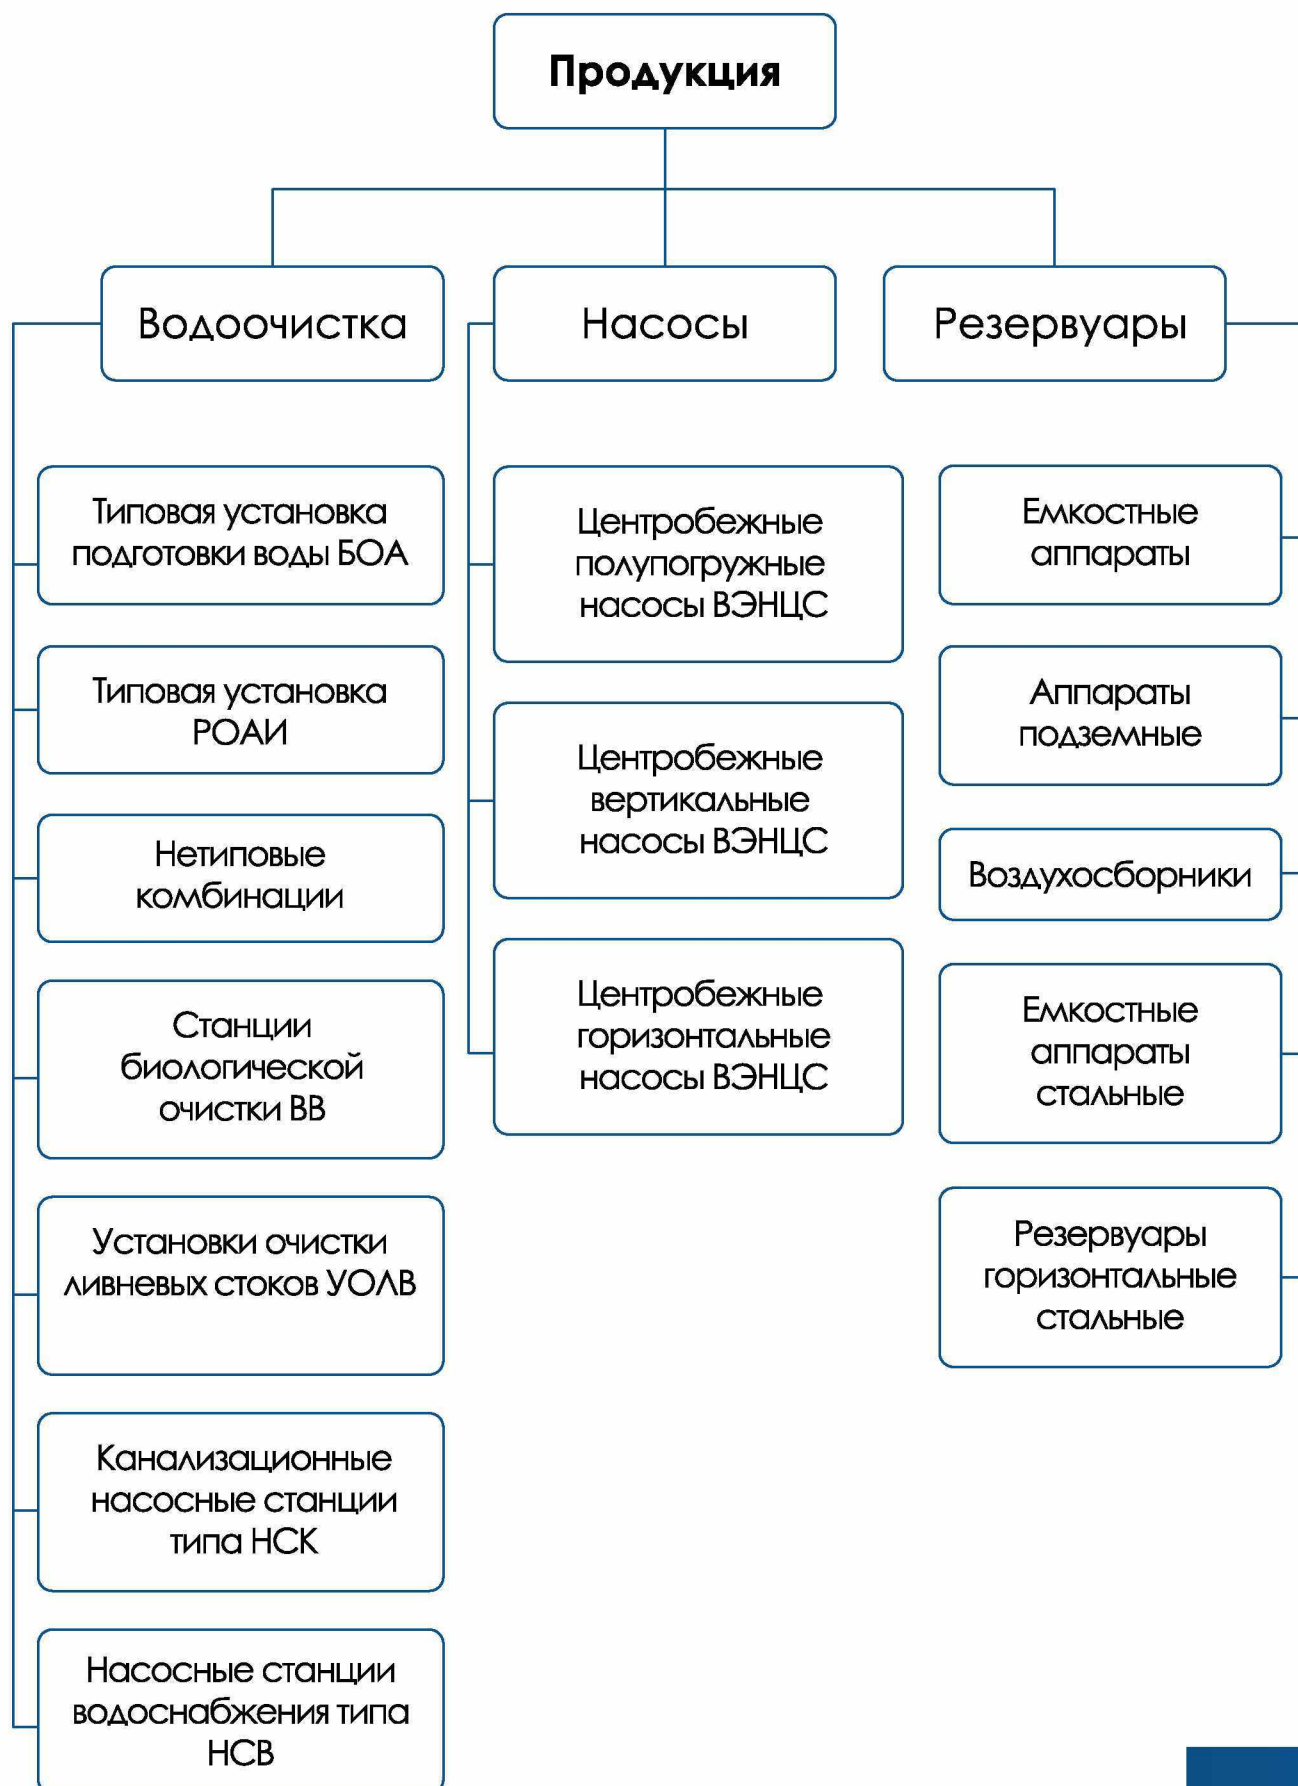 Продукция
Водоочистка
Насосы
Резервуары
Типовая установка
подготовки воды БОА
Типовая установка
РОАИ
Нетиповые
комбинации
Станции
биологической
очистки ВВ
Установки очистки
ливневых стоков УОЛВ
Канализационные
насосные станции
типа НСК
Насосные станции
водоснабжения типа
НСВ
Центробежные
полупогружные
насосы ВЭНЦС
Центробежные
вертикальные
насосы ВЭНЦС
Центробежные
горизонтальные
насосы ВЭНЦС
Емкостные
аппараты
Аппараты
подземные
Воздухосборники
Емкостные
аппараты
стальные
Резервуары
горизонтальные
стальные